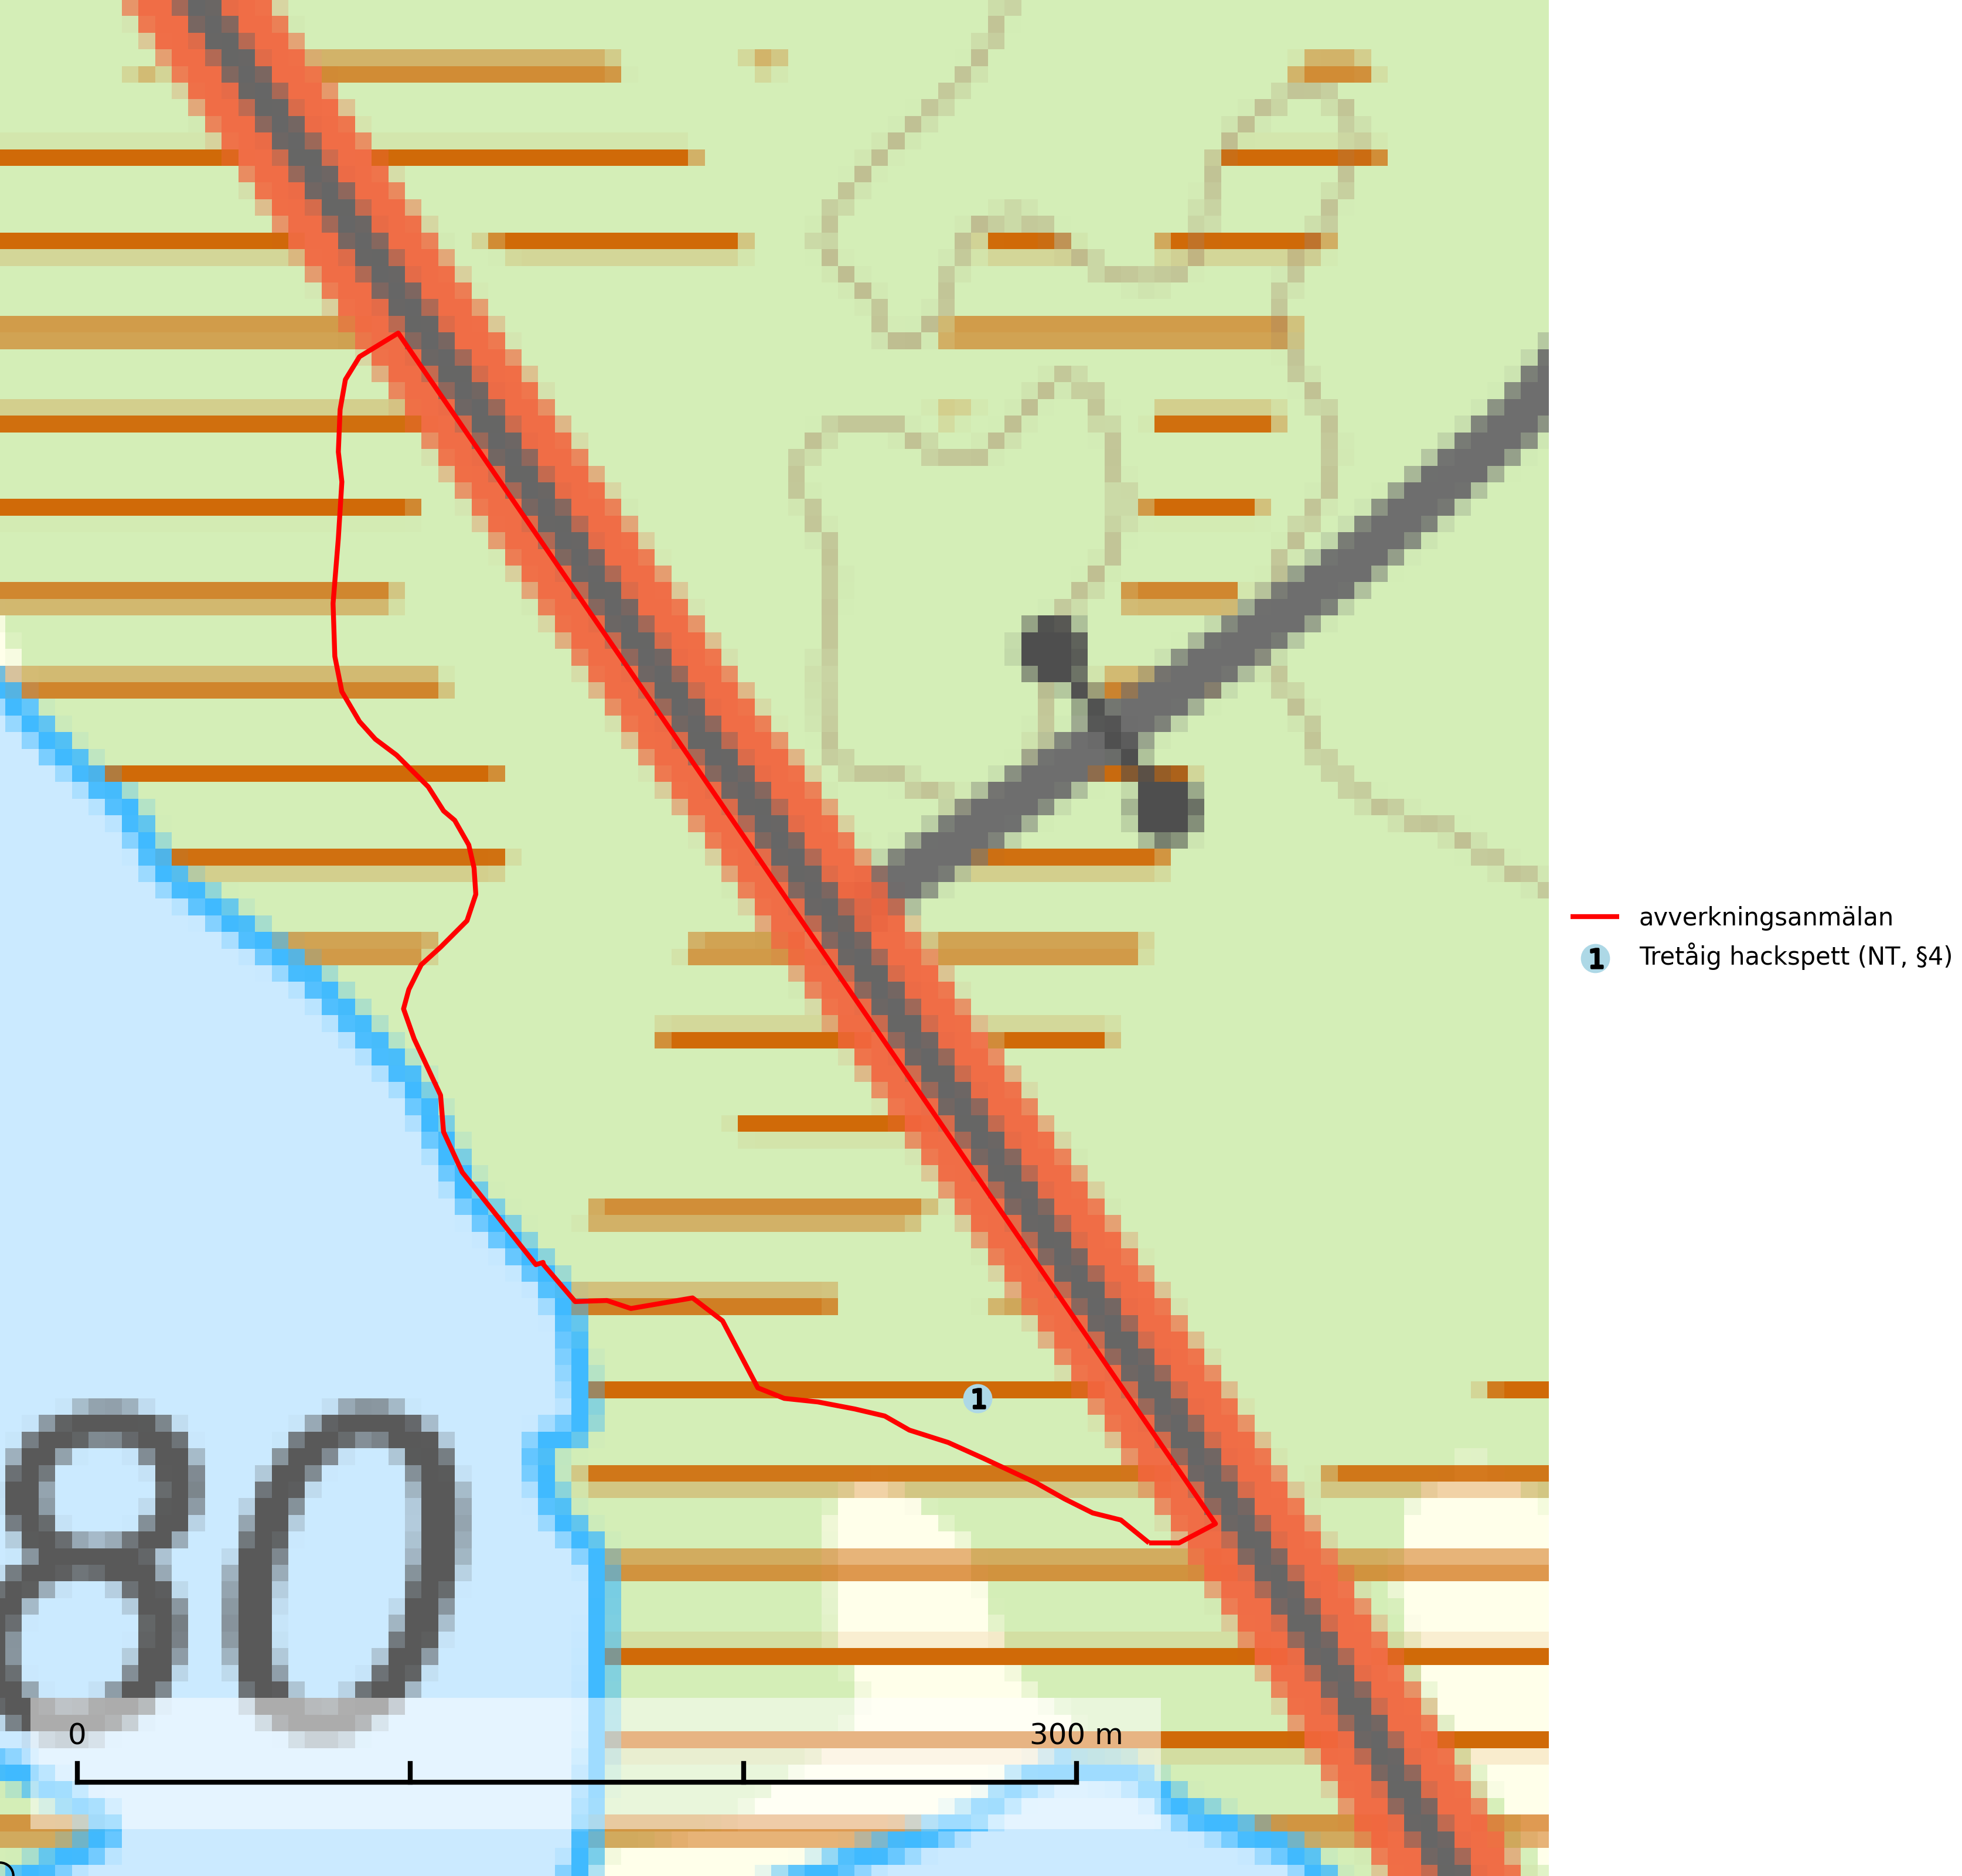 avverkningsanmälan
1 Tretåig hackspett (NT, §4)
1
80
0 300 m